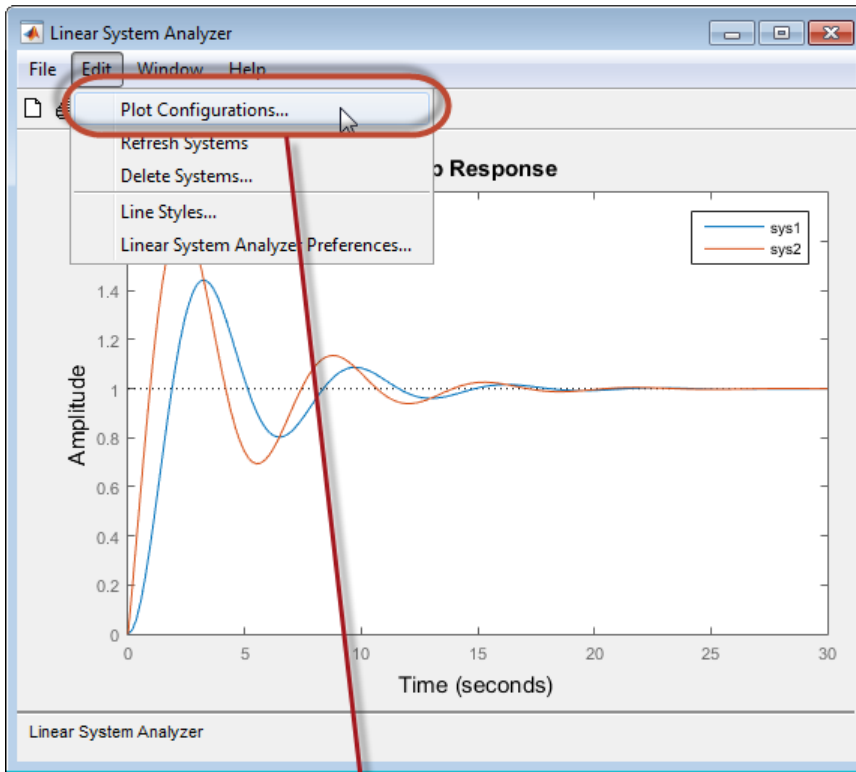 Linear System Analyzer
File Edit Window Help
Plot Configurations...
Refresh Systems
Delete Systems...
Line Styles...
Linear System Analyzer Preferences...
Response
sys1
sys2
1.4
1.2
1
0.8
0.6
0.4
0.2
0
Amplitude
0 5 10 15 20 25 30
Time (seconds)
Linear System Analyzer